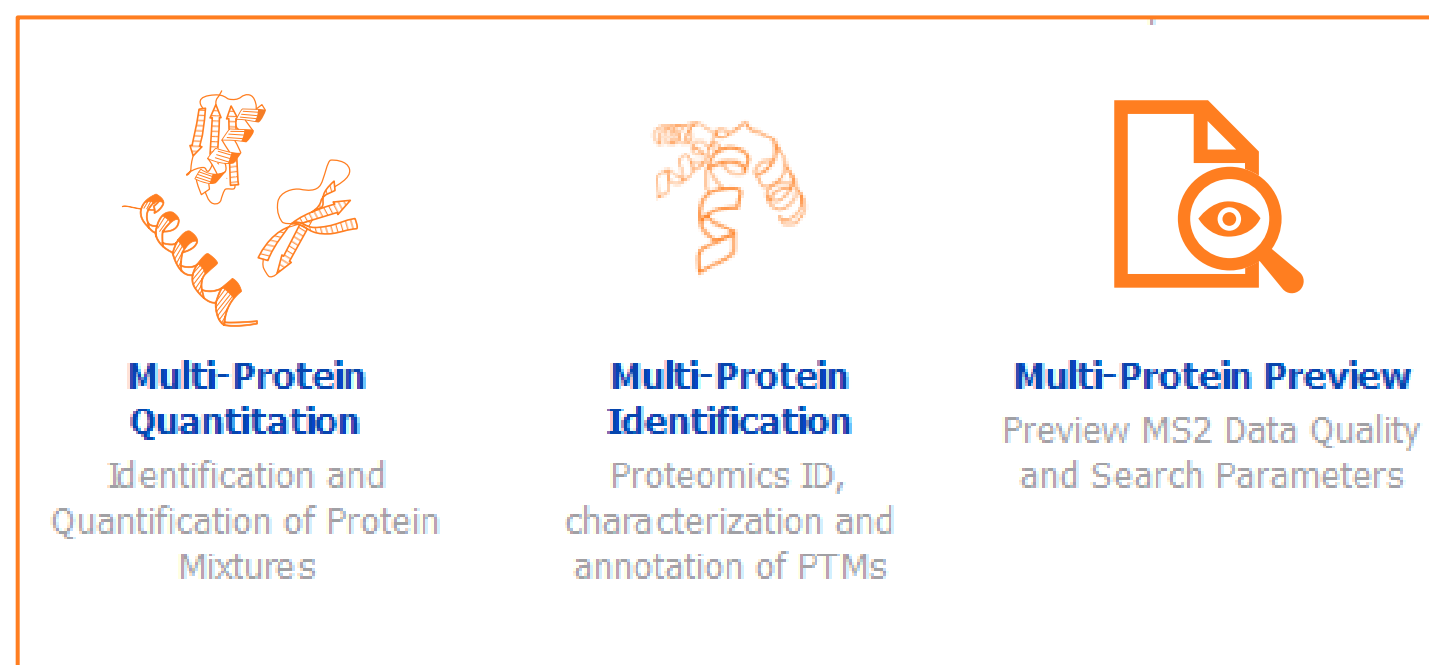 Multi-Protein
Quantitation
Identification and
Quantification of Protein
Mixtures
Multi-Protein
Identification
Proteomics ID,
characterization and
annotation of PTMs
Multi-Protein Preview
Preview MS2 Data Quality
and Search Parameters